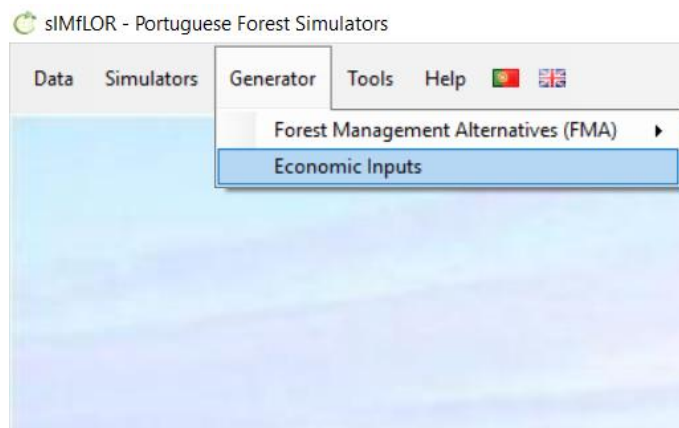 sIMfLOR - Portuguese Forest Simulators
Data Simulators Generator Tools Help
Forest Management Alternatives (FMA)
Economic Inputs